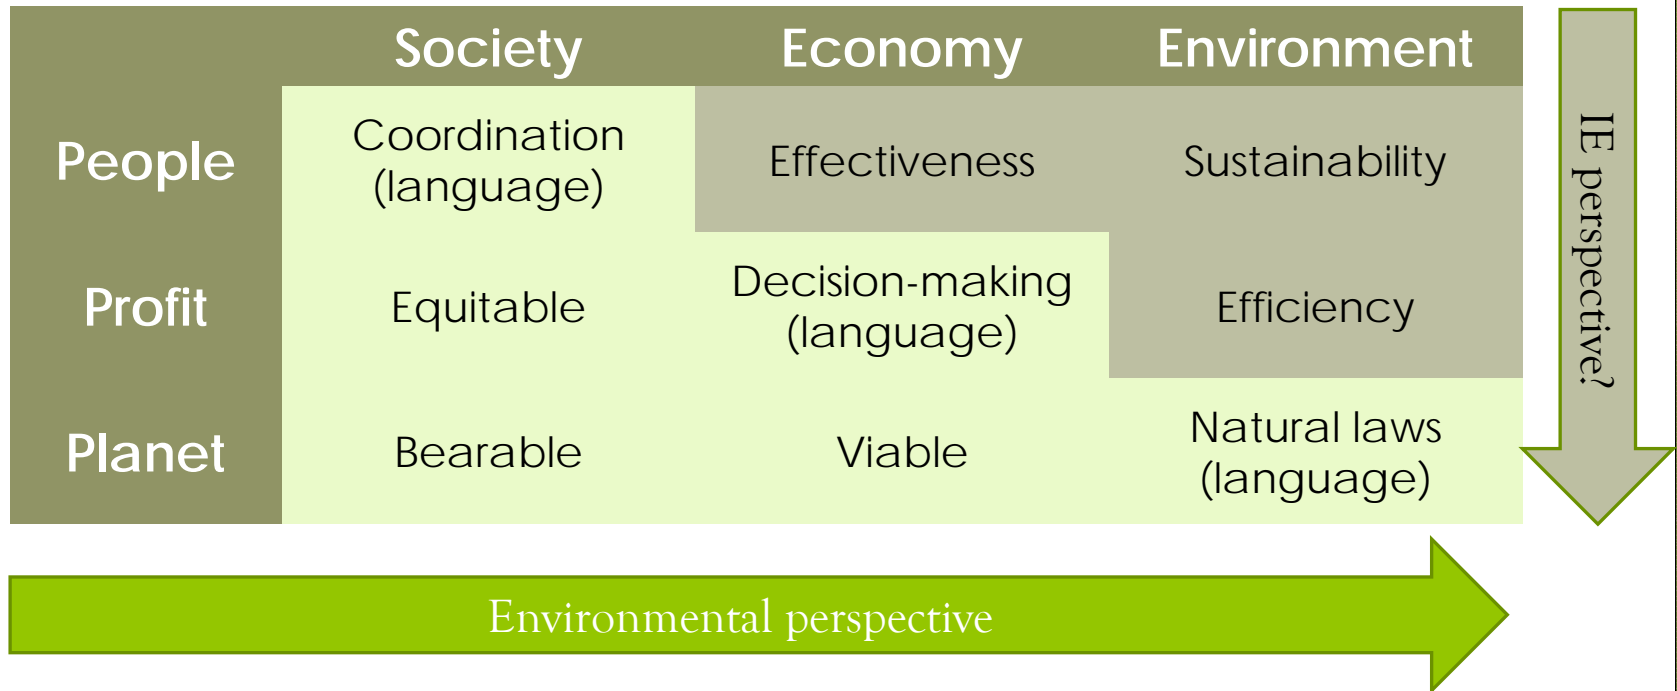 Society Economy Environment
People
Coordination
(language)
Effectiveness
Sustainability
Profit
Equitable
Decision-making
(language)
Efficiency
Planet
Bearable
Viable
Natural laws
(language)
IE perspective?
Environmental perspective